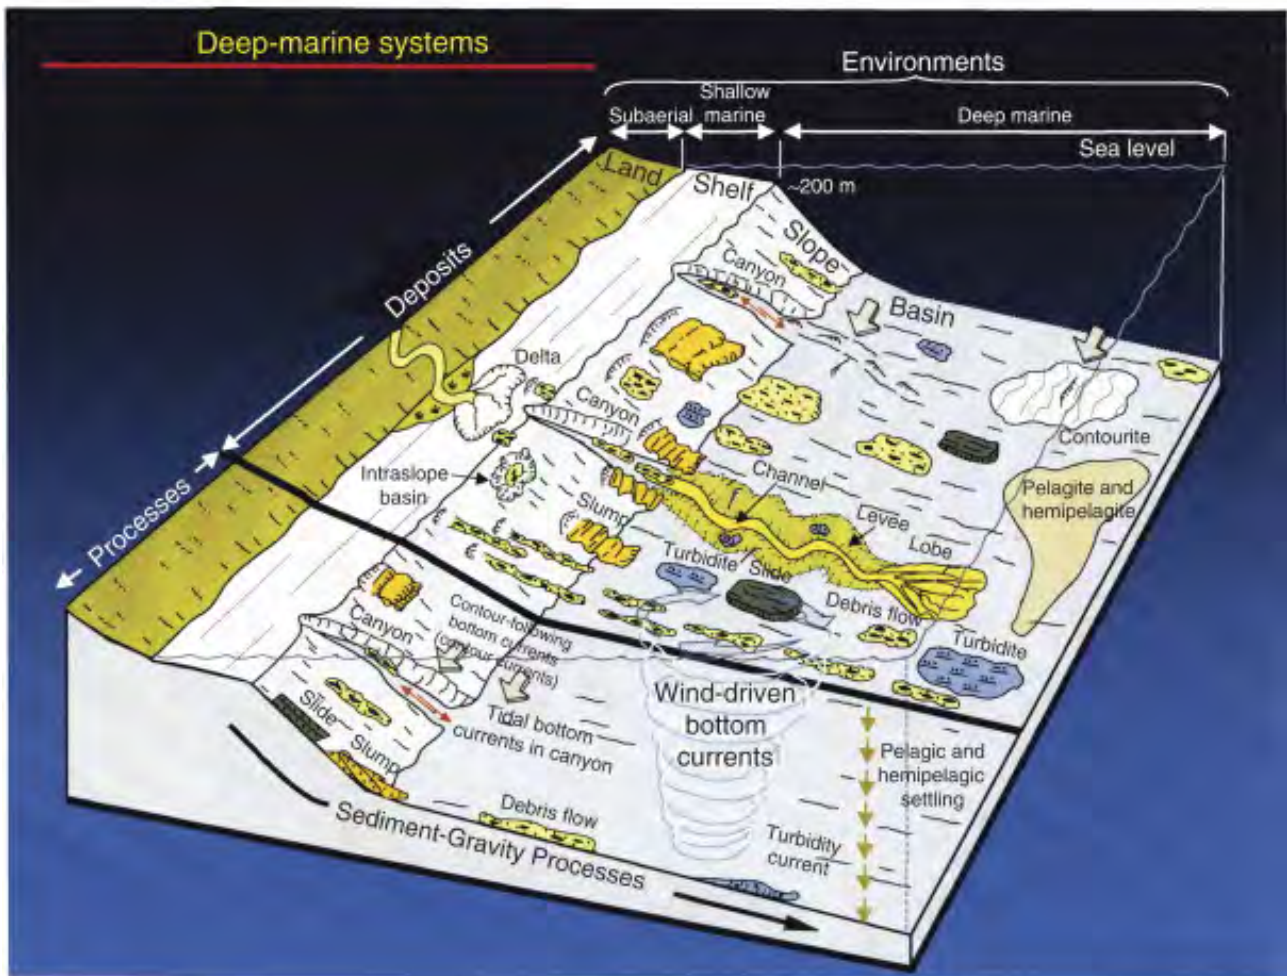 Deep-marine systems
Environments
Subaerial
Shallow
marine
Deep marine
Sea level
~200 m
Land
Shelf
Slope
Canyon
Basin
Deposits
Delta
Canyon
Contourite
Intraslope
basin
Channel
Pelagite and
hemipelagite
Processes
Slump
Levee
Lobe
Turbidite
Slide
Debris flow
Turbidite
Canyon
Contour-following
bottom currents
(contour currents)
Wind-driven
bottom
currents
Slide
Slump
Tidal bottom
currents in canyon
Pelagic and
hemipelagic
settling
Debris flow
Turbidity
current
Sediment-Gravity Processes